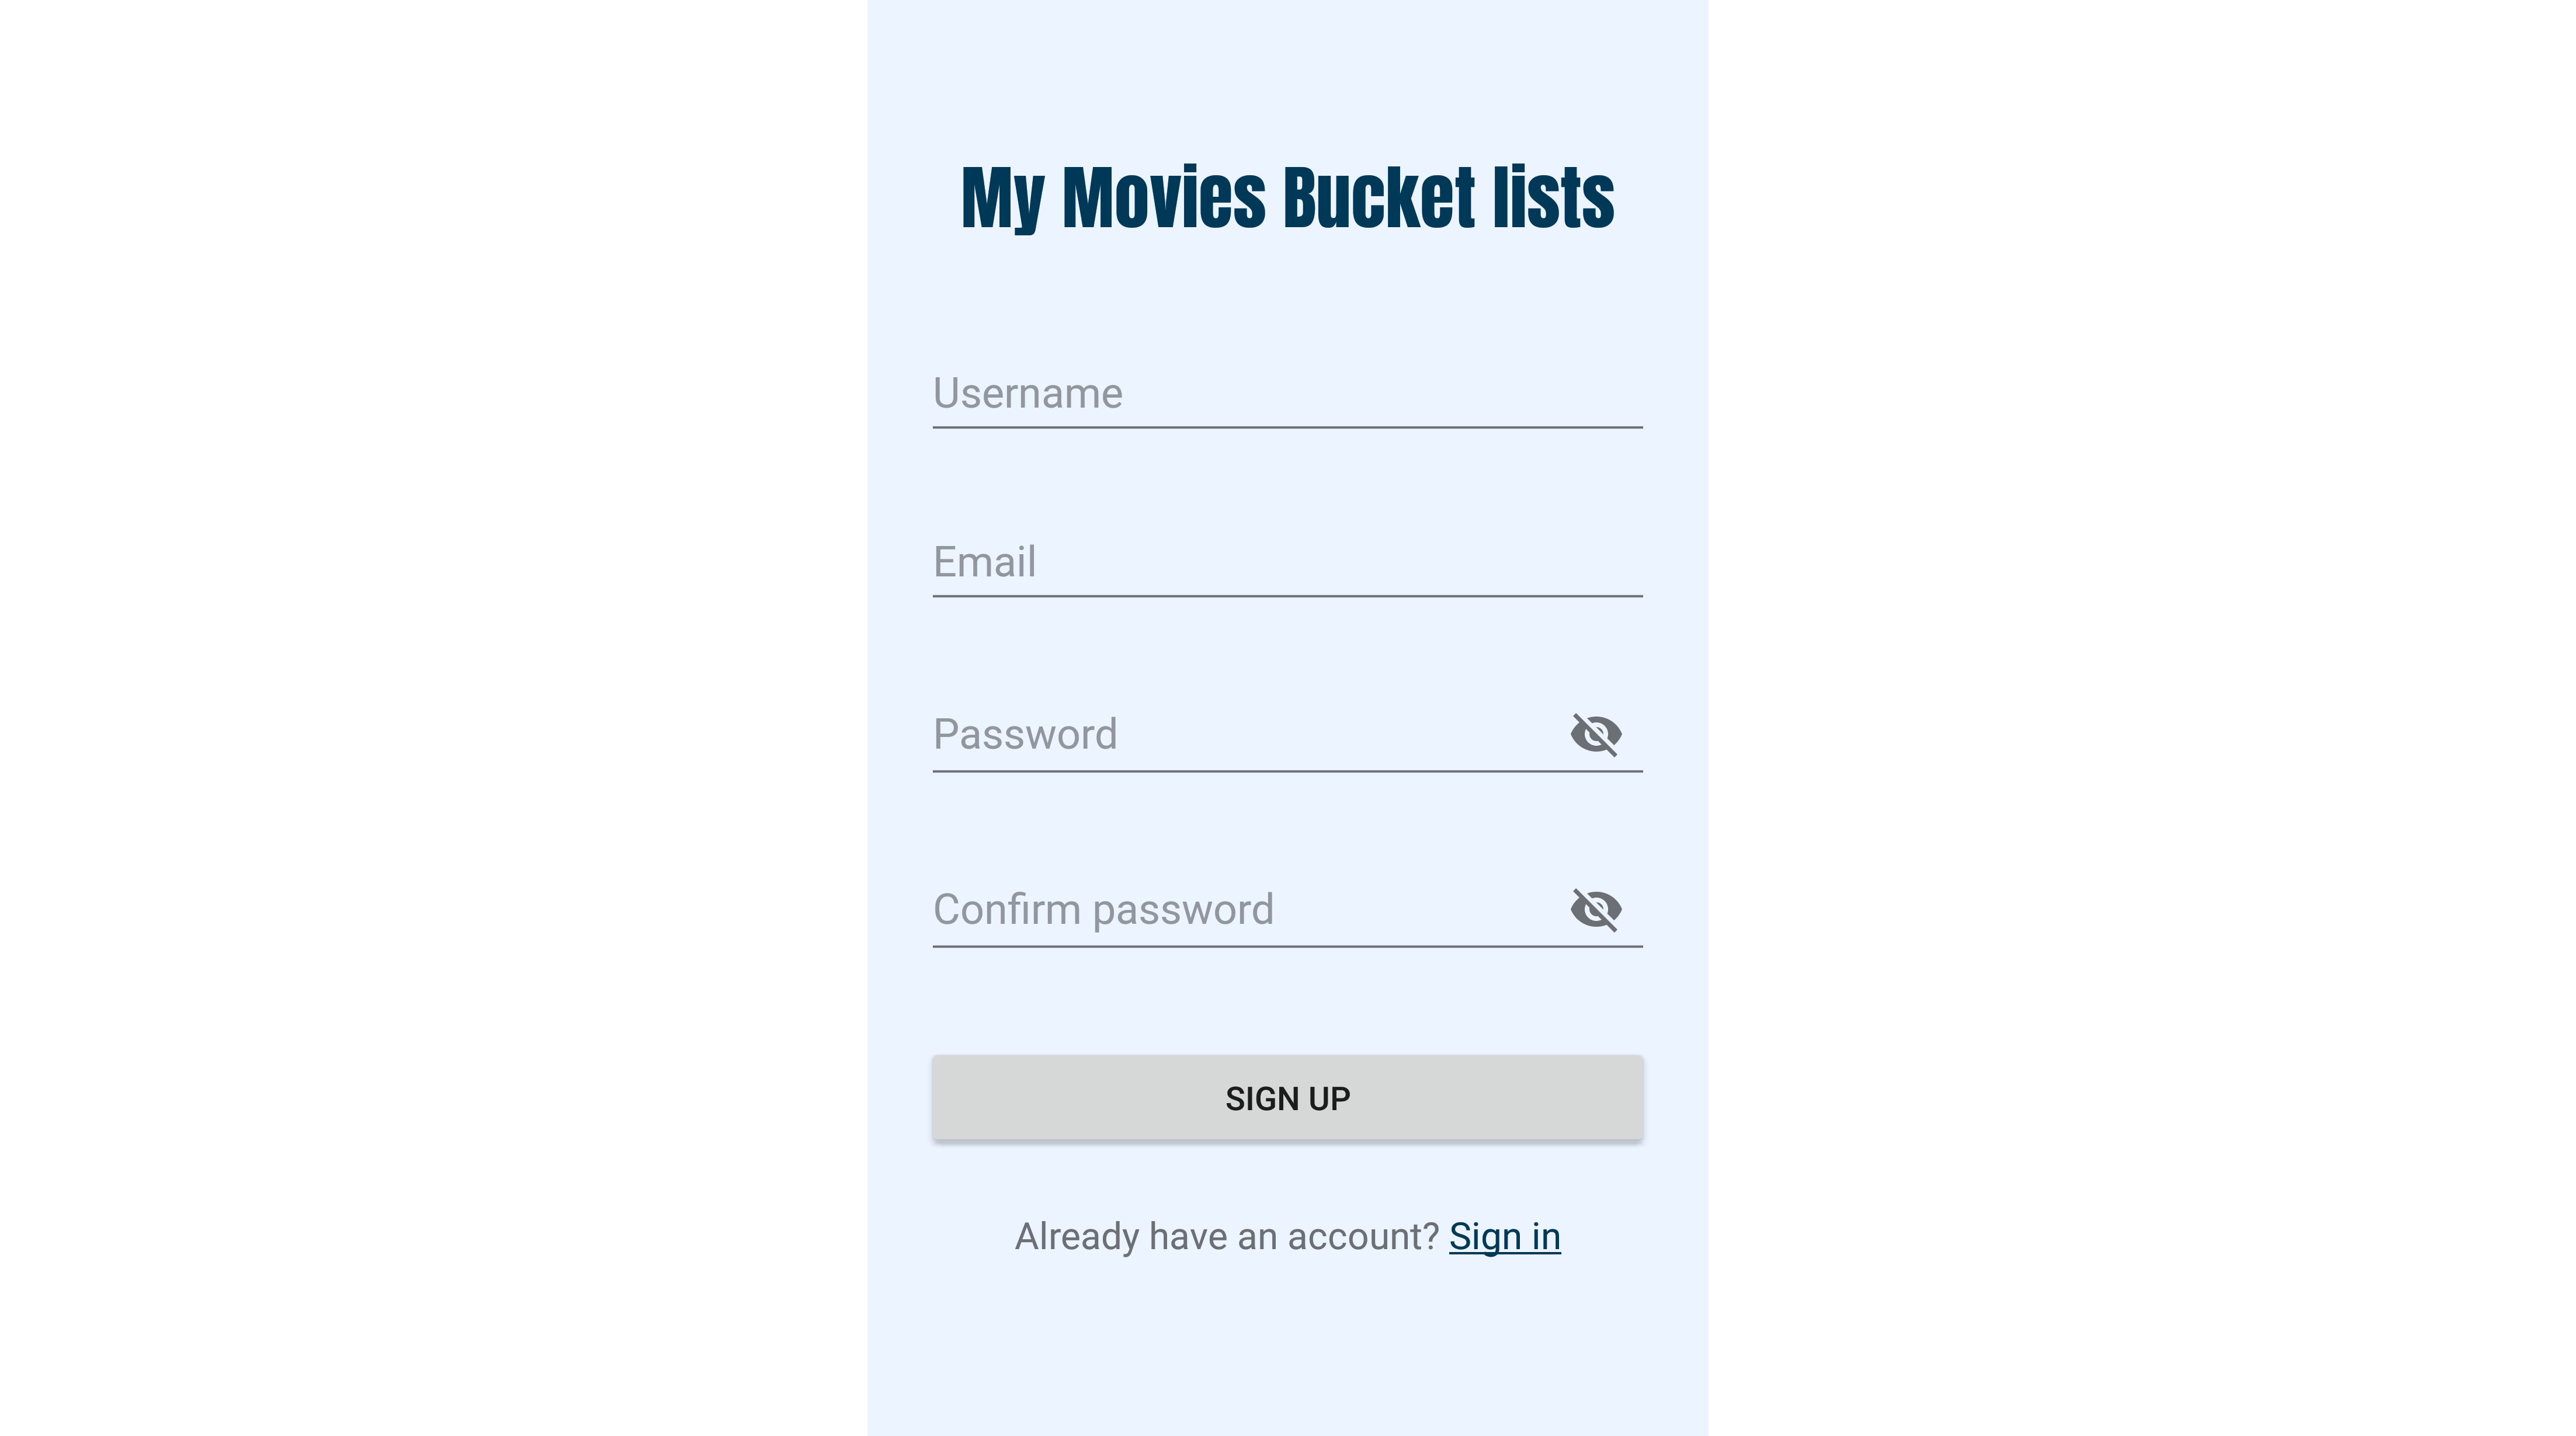 My Movies Bucket lists
Username
Email
Password
Confirm password
SIGN UP
Already have an account? Sign in